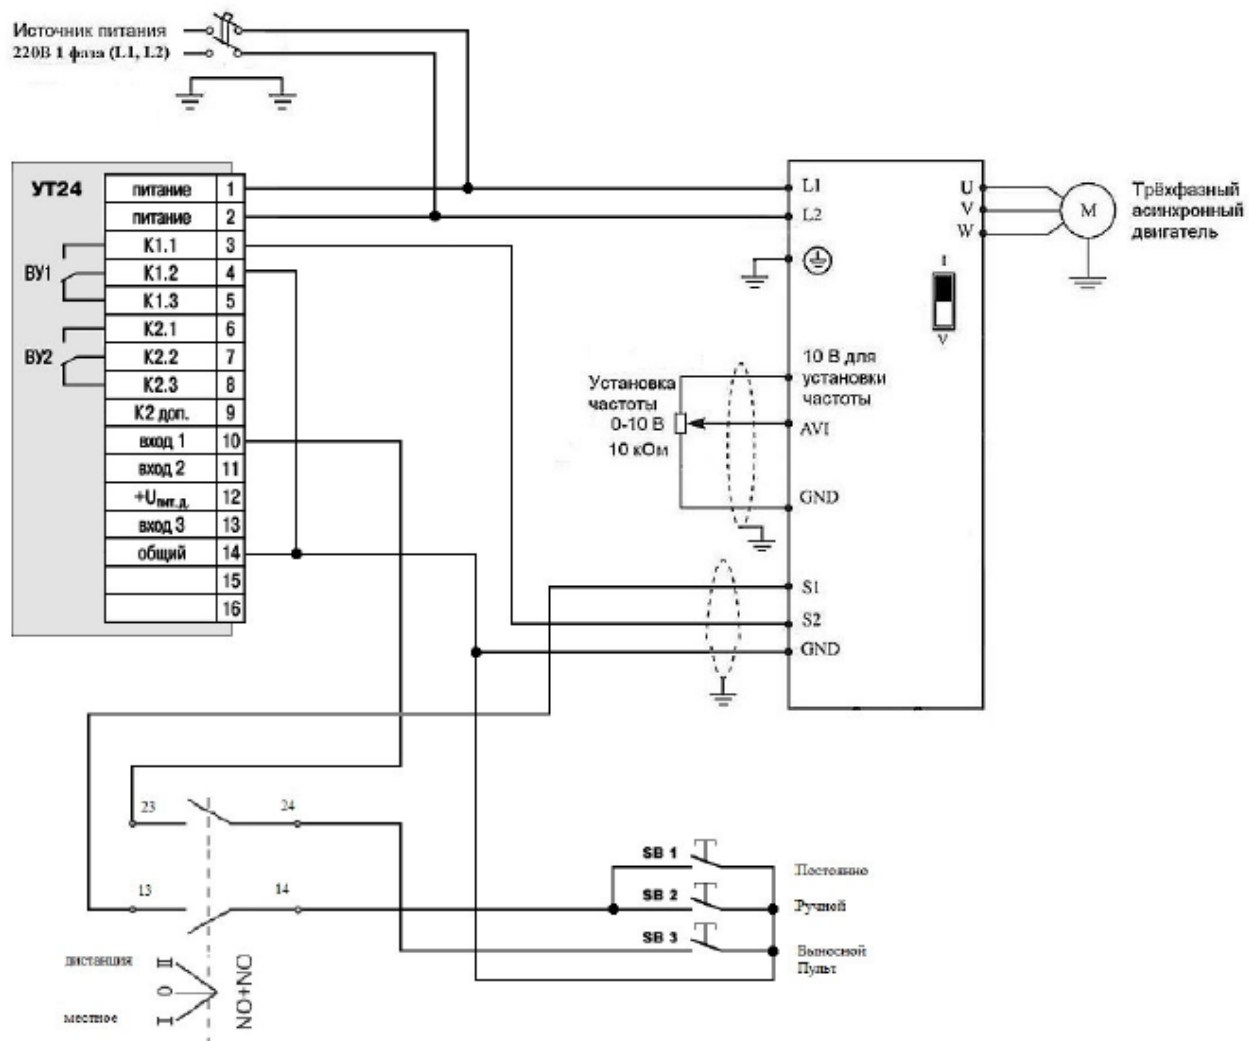 Источник питания
220В 1 фаза (L1, L2)
УТ24
питание 1
питание 2
К1.1 3
ВУ1
К1.2 4
К1.3 5
К2.1 6
ВУ2
К2.2 7
К2.3 8
К2 доп. 9
вход 1 10
вход 2 11
+Uпит.д. 12
вход 3 13
общий 14
15
16
L1
L2
U
V
W
M
Трёхфазный
асинхронный
двигатель
I
V
10 В для
установки
частоты
Установка
частоты
0-10 В
10 кОм
AVI
GND
S1
S2
GND
23
24
13
14
SB 1
Постоянно
SB 2
Ручной
SB 3
Выносной
Пульт
дистанция
II
0
местное
I
ON+ON